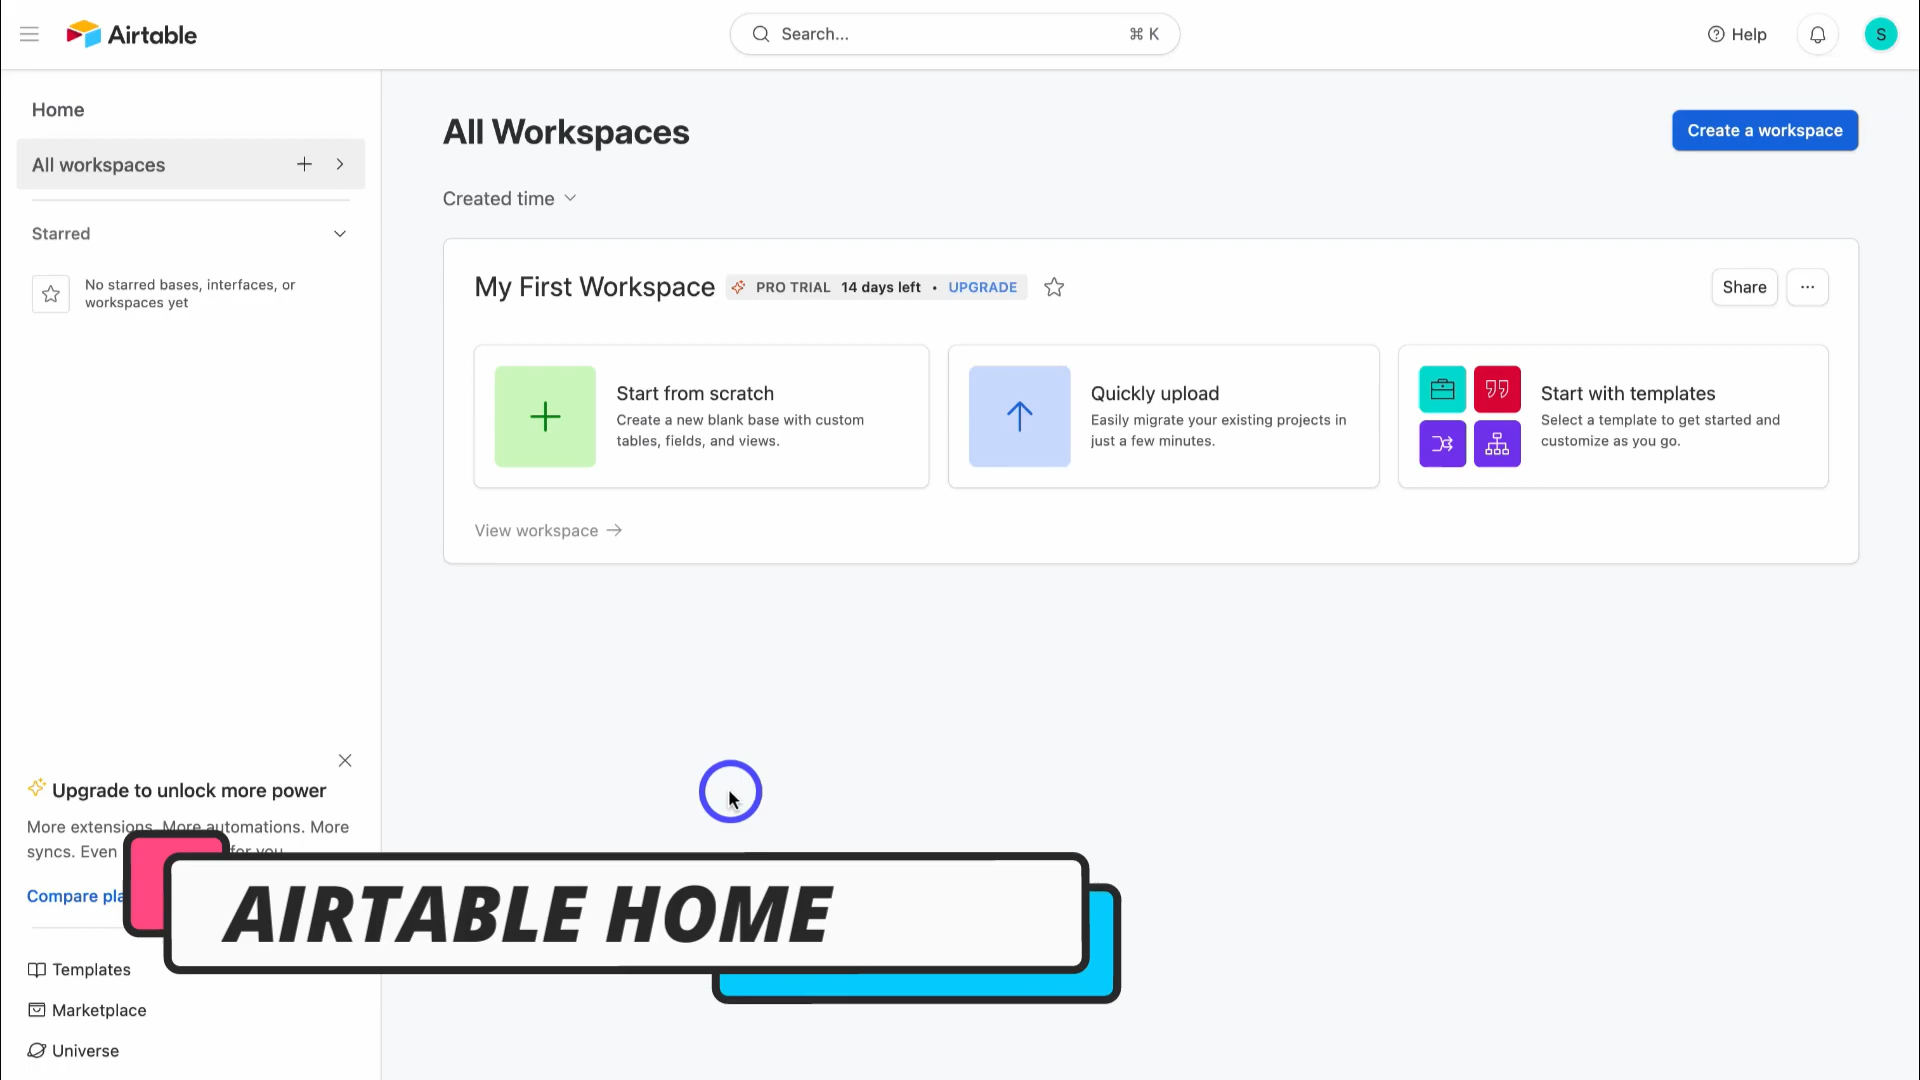 Airtable
Search...
⌘ K
Help
S
Home
All workspaces
Starred
No starred bases, interfaces, or
workspaces yet
All Workspaces
Create a workspace
Created time
My First Workspace
PRO TRIAL 14 days left • UPGRADE
Share
...
Start from scratch
Create a new blank base with custom
tables, fields, and views.
Quickly upload
Easily migrate your existing projects in
just a few minutes.
Start with templates
Select a template to get started and
customize as you go.
View workspace →
Upgrade to unlock more power
More extensions. More automations. More
syncs. Even for you
Compare
AIRTABLE HOME
Templates
Marketplace
Universe